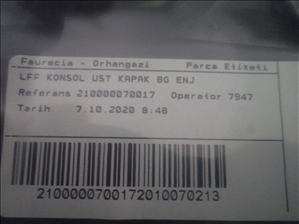 Faurecia - Orhangazi Parca Etiketi
LFF KONSOL UST KAPAK BG ENJ
Referans 210000070017 Operator 7947
Tarih 7.10.2020 8:48
2100000700172010070213